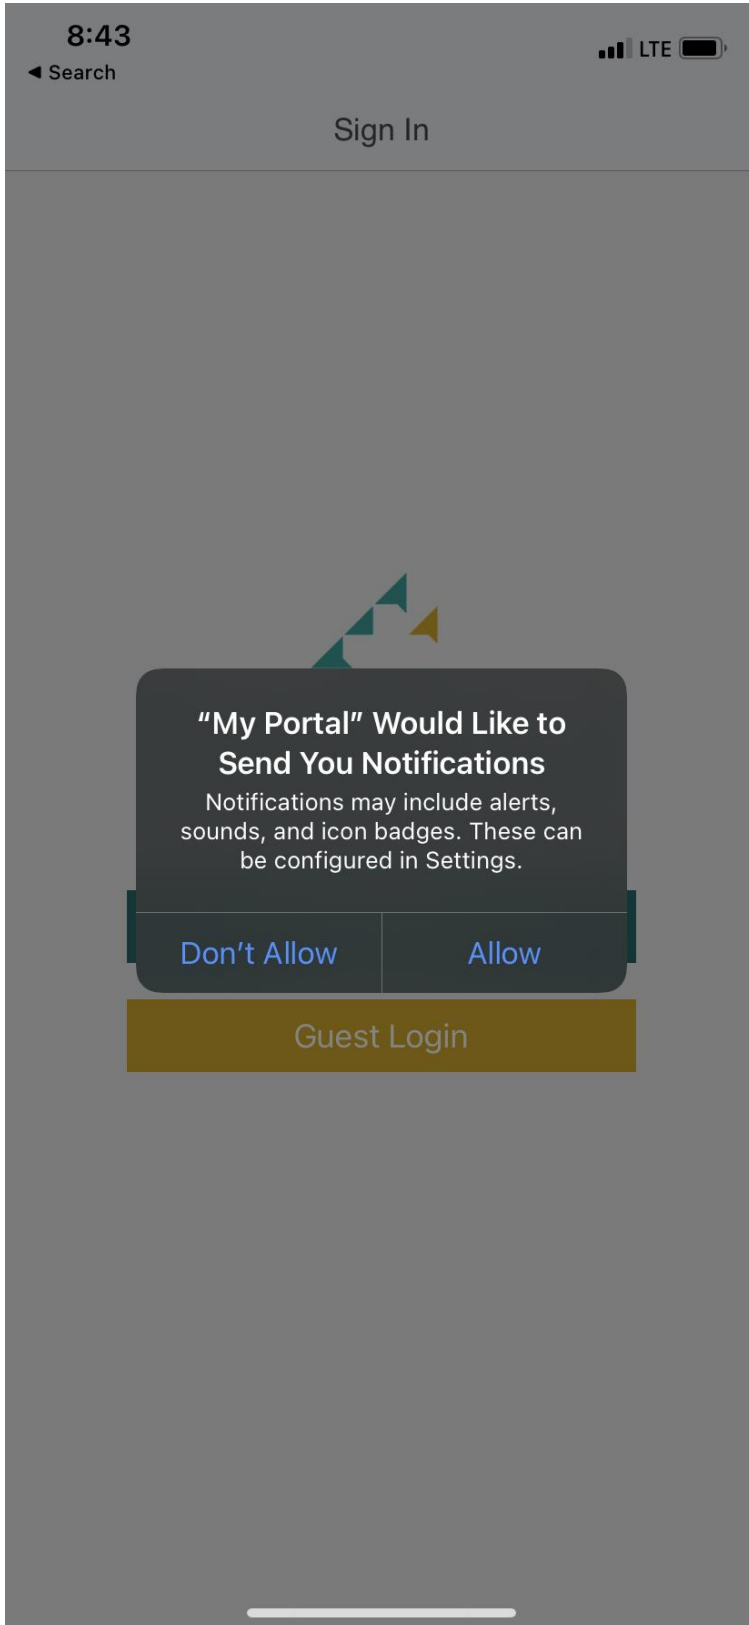 8:43
LTE
◀ Search
Sign In
“My Portal” Would Like to
Send You Notifications
Notifications may include alerts,
sounds, and icon badges. These can
be configured in Settings.
Don’t Allow
Allow
Guest Login